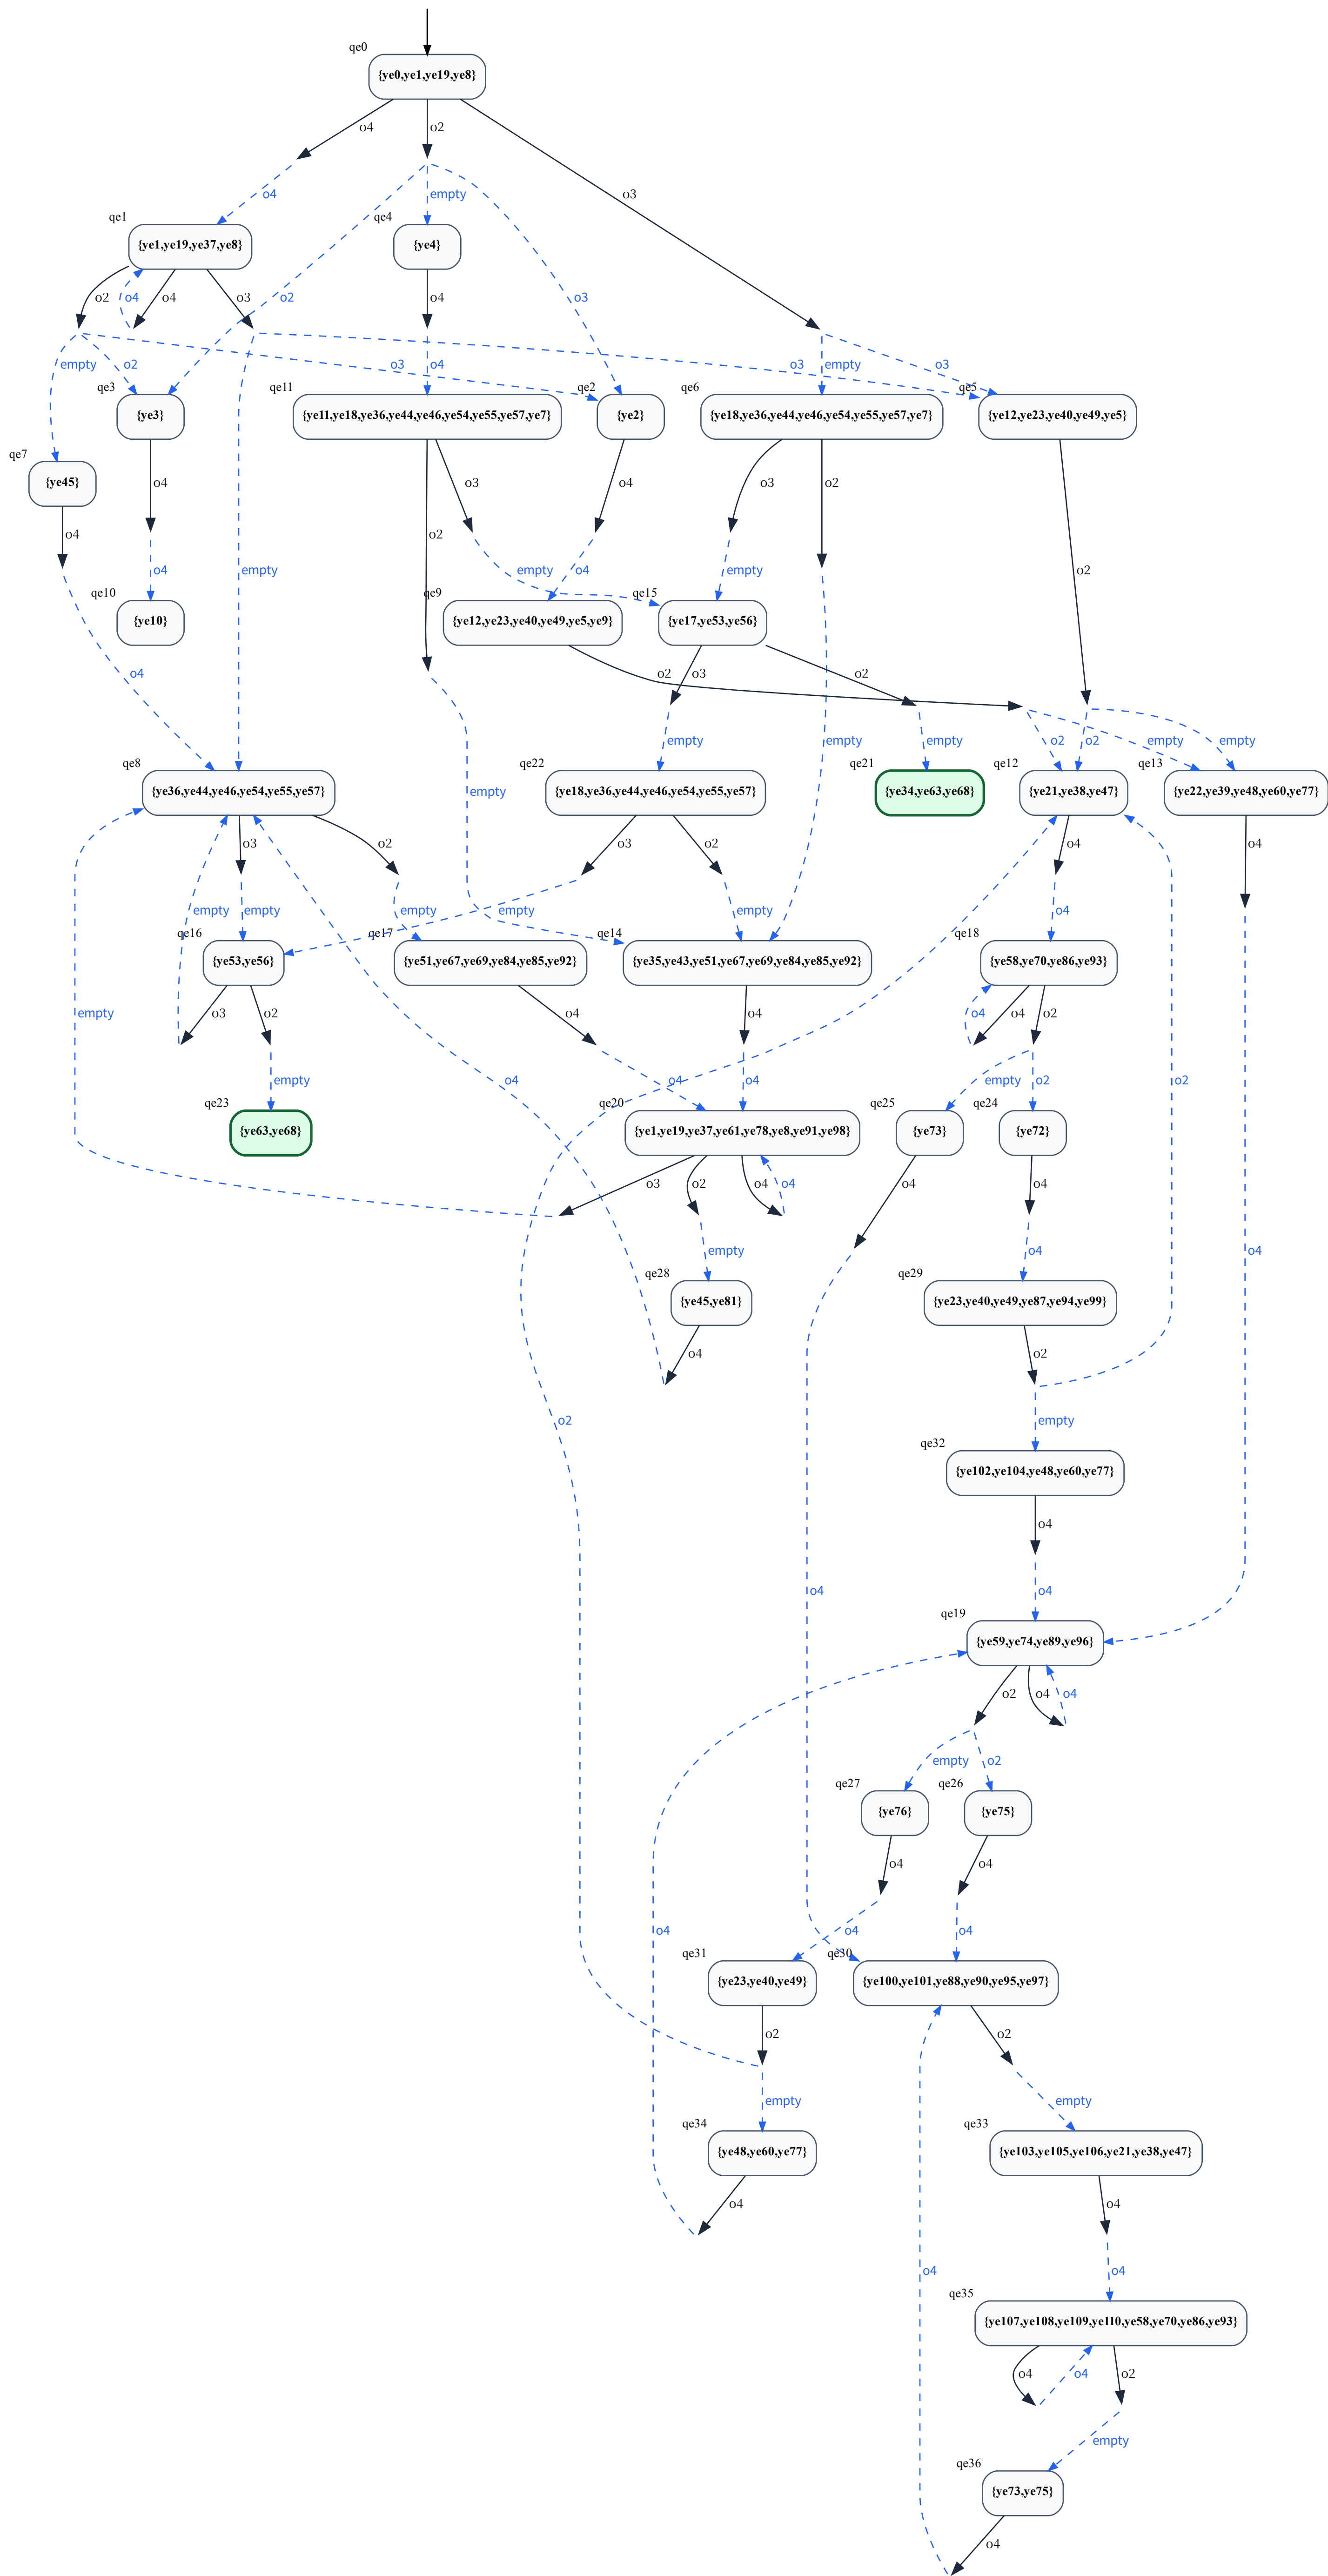 qe0
{ye0,ye1,ye19,ye8}
o4
o2
o3
o4
empty
qe1
qe4
{ye1,ye19,ye37,ye8}
{ye4}
o2
o4
o4
o3
o2
o4
o3
empty
o2
o3
o4
o3
empty
o3
qe3
qe11
qe2
qe6
qe5
{ye3}
{ye11,ye18,ye36,ye44,ye46,ye54,ye55,ye57,ye7}
{ye2}
{ye18,ye36,ye44,ye46,ye54,ye55,ye57,ye7}
{ye12,ye23,ye40,ye49,ye5}
qe7
{ye45}
o4
o3
o4
o3
o2
o4
o2
empty
o4
empty
o4
empty
o2
qe10
qe9
qe15
{ye10}
{ye12,ye23,ye40,ye49,ye5,ye9}
{ye17,ye53,ye56}
o4
o2
o3
o2
empty
empty
empty
o2
o2
empty
empty
qe8
qe22
qe21
qe12
qe13
{ye36,ye44,ye46,ye54,ye55,ye57}
{ye18,ye36,ye44,ye46,ye54,ye55,ye57}
{ye34,ye63,ye68}
{ye21,ye38,ye47}
{ye22,ye39,ye48,ye60,ye77}
empty
o3
o2
o3
o2
o4
o4
empty
empty
empty
empty
empty
o4
qe16
qe17
qe14
qe18
{ye53,ye56}
{ye51,ye67,ye69,ye84,ye85,ye92}
{ye35,ye43,ye51,ye67,ye69,ye84,ye85,ye92}
{ye58,ye70,ye86,ye93}
empty
o3
o2
o4
o4
o4
o4
o2
empty
o4
o4
o4
empty
o2
o2
qe23
qe20
qe25
qe24
{ye63,ye68}
{ye1,ye19,ye37,ye61,ye78,ye8,ye91,ye98}
{ye73}
{ye72}
o3
o2
o4
o4
o4
o4
empty
o4
o4
qe28
qe29
{ye45,ye81}
{ye23,ye40,ye49,ye87,ye94,ye99}
o4
o2
o2
empty
qe32
{ye102,ye104,ye48,ye60,ye77}
o4
o4
o4
qe19
{ye59,ye74,ye89,ye96}
o2
o4
o4
empty
o2
qe27
qe26
{ye76}
{ye75}
o4
o4
o4
o4
o4
qe31
qe30
{ye23,ye40,ye49}
{ye100,ye101,ye88,ye90,ye95,ye97}
o2
o2
empty
empty
qe34
qe33
{ye48,ye60,ye77}
{ye103,ye105,ye106,ye21,ye38,ye47}
o4
o4
o4
o4
qe35
{ye107,ye108,ye109,ye110,ye58,ye70,ye86,ye93}
o4
o4
o2
empty
qe36
{ye73,ye75}
o4